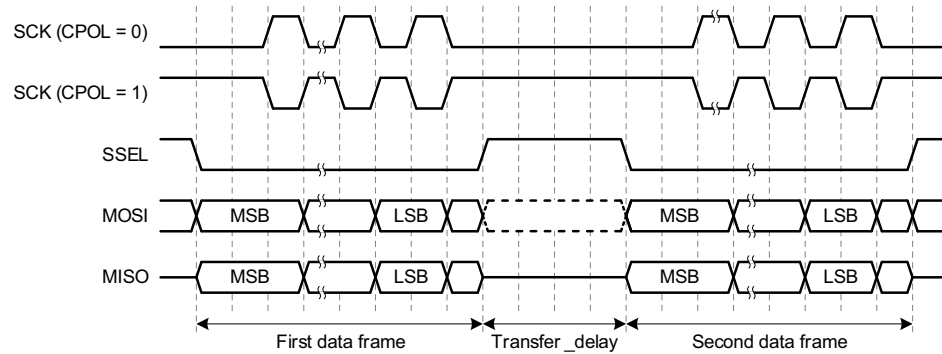 SCK (CPOL = 0)
SCK (CPOL = 1)
SSEL
MOSI MSB LSB MSB LSB
MISO MSB LSB MSB LSB
First data frame Transfer _delay Second data frame